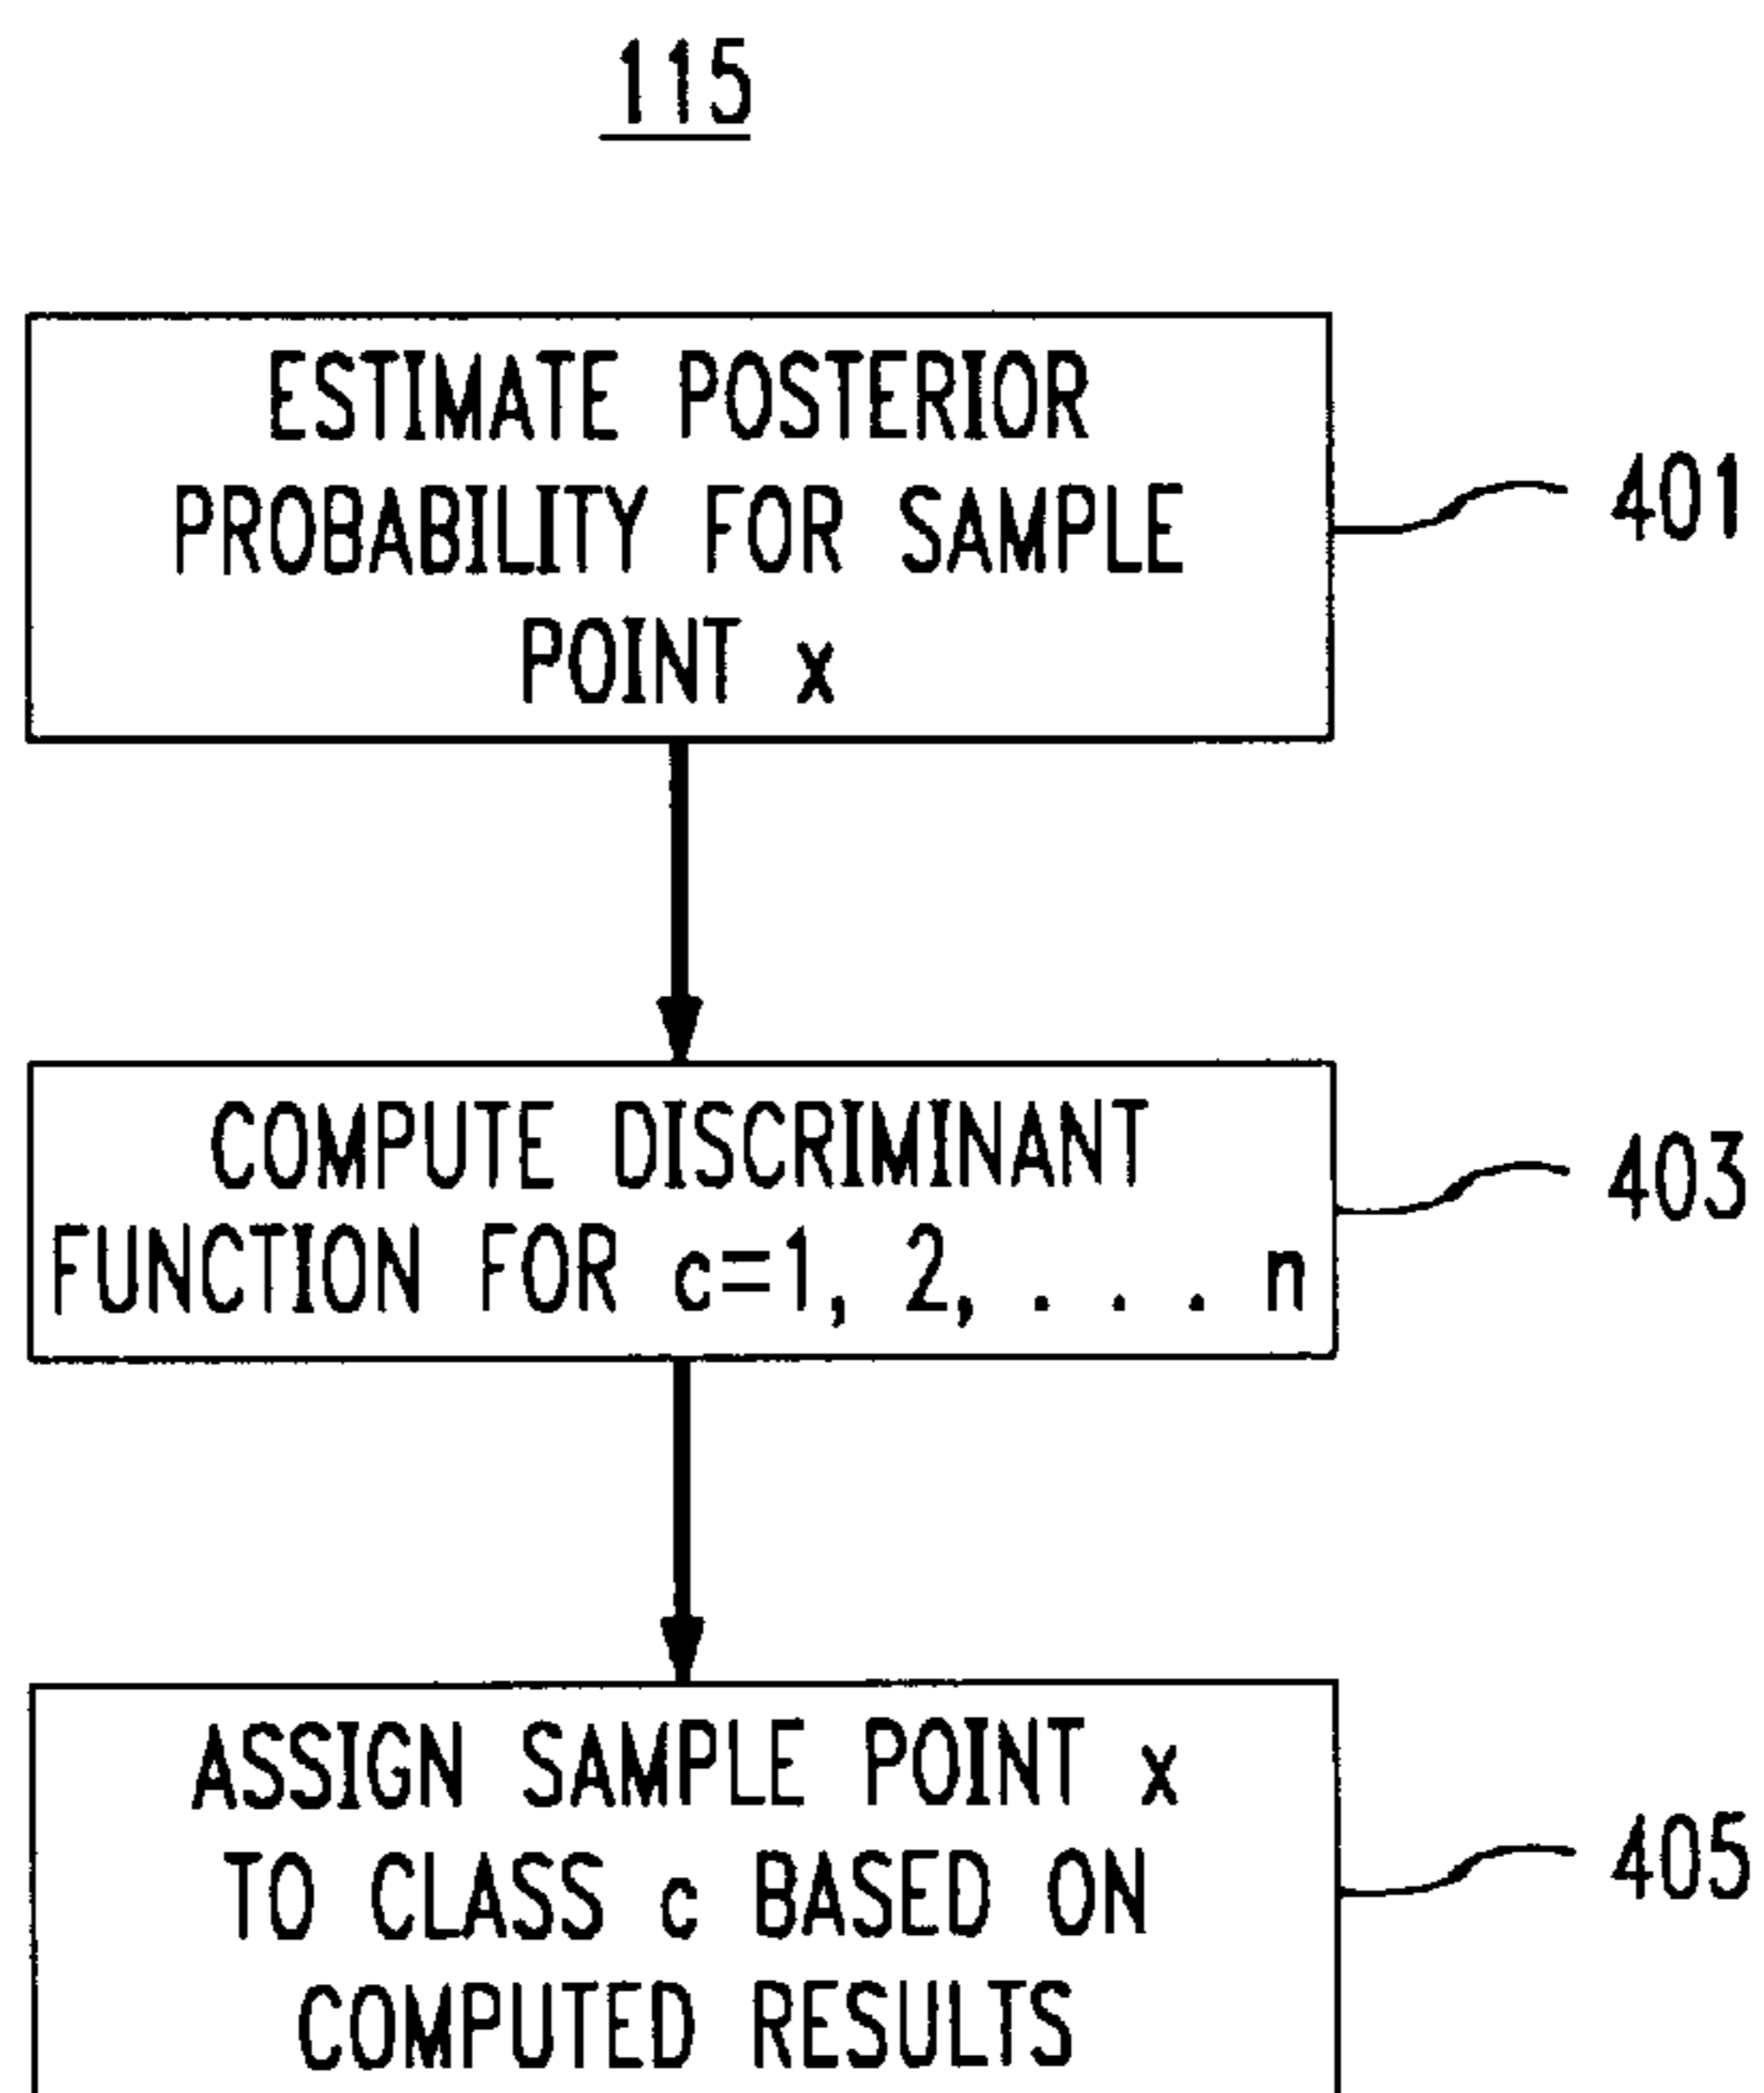 115
ESTIMATE POSTERIOR
PROBABILITY FOR SAMPLE
POINT x
401
COMPUTE DISCRIMINANT
FUNCTION FOR c=1, 2, . . . n
403
ASSIGN SAMPLE POINT x
TO CLASS c BASED ON
COMPUTED RESULTS
405